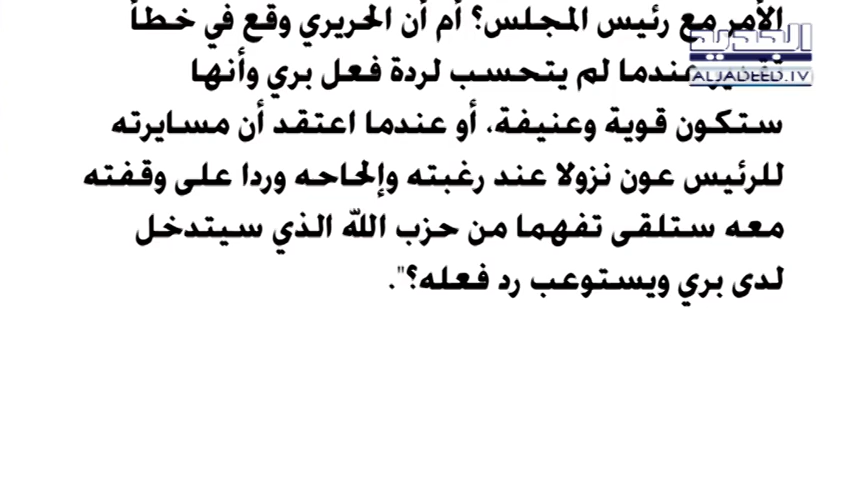 الأمر مع رئيس المجلس؟ أم أن الحريري وقع في خطأ
عندما لم يتحسب لردة فعل بري وأنها
ستكون قوية وعنيفة، أو عندما اعتقد أن مسايرته
للرئيس عون نزولا عند رغبته وإلحاحه وردا على وقفته
معه ستلقى تفهما من حزب الله الذي سيتدخل
لدى بري ويستوعب رد فعله؟".
الجديد
ALJADEED.TV